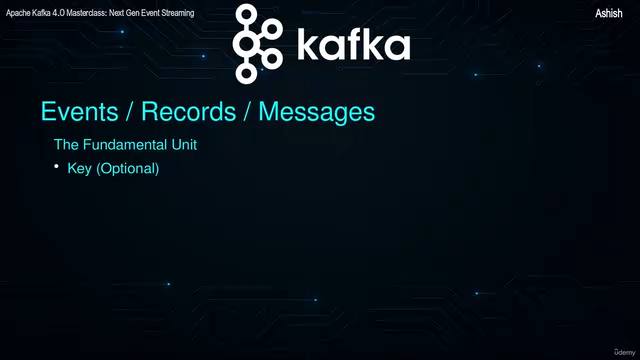 Apache Kafka 4.0 Masterclass: Next Gen Event Streaming
Ashish
kafka
Events / Records / Messages
The Fundamental Unit
• Key (Optional)
ûdemy